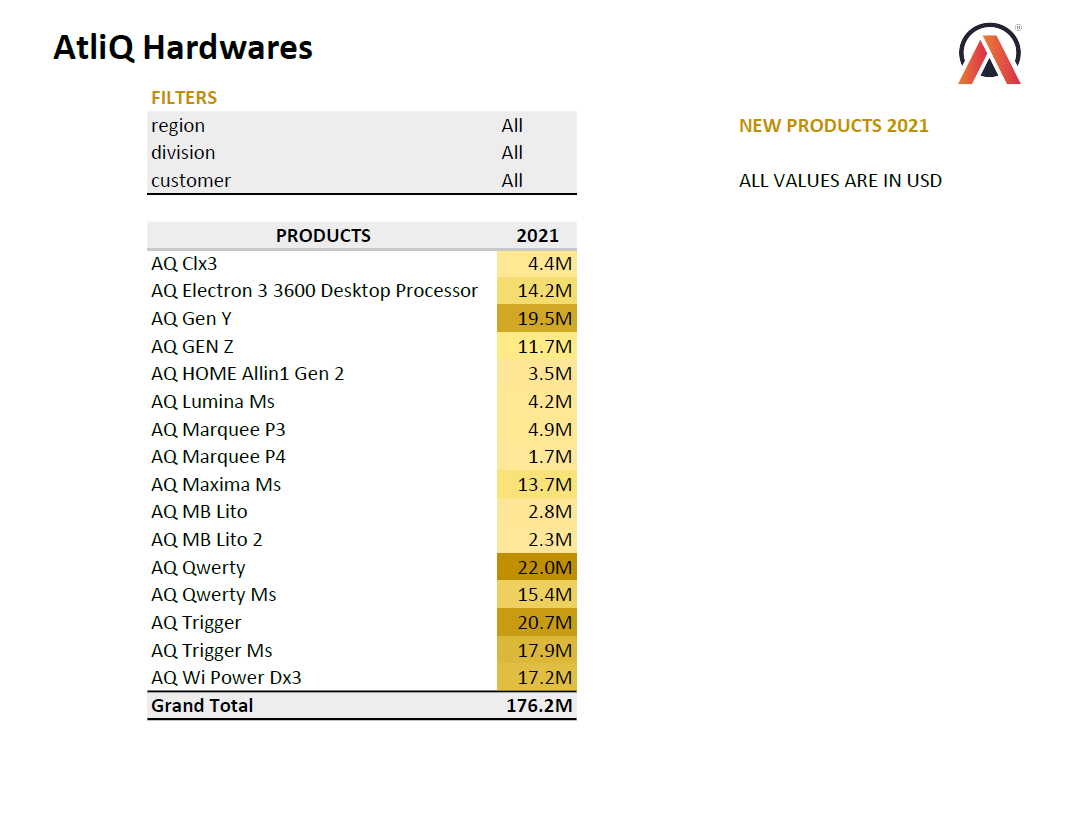 AtliQ Hardwares
®
FILTERS
region All
division All
customer All
NEW PRODUCTS 2021
ALL VALUES ARE IN USD
PRODUCTS 2021
AQ Clx3 4.4M
AQ Electron 3 3600 Desktop Processor 14.2M
AQ Gen Y 19.5M
AQ GEN Z 11.7M
AQ HOME Allin1 Gen 2 3.5M
AQ Lumina Ms 4.2M
AQ Marquee P3 4.9M
AQ Marquee P4 1.7M
AQ Maxima Ms 13.7M
AQ MB Lito 2.8M
AQ MB Lito 2 2.3M
AQ Qwerty 22.0M
AQ Qwerty Ms 15.4M
AQ Trigger 20.7M
AQ Trigger Ms 17.9M
AQ Wi Power Dx3 17.2M
Grand Total 176.2M